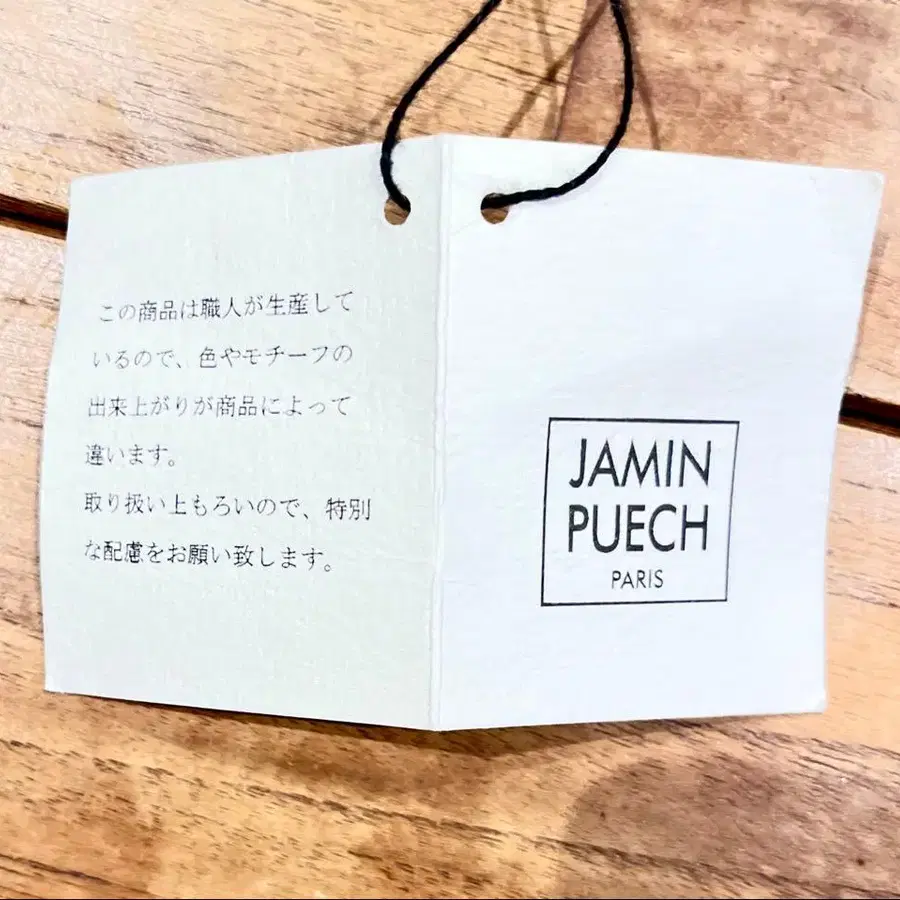 この商品は職人が生産して
いるので、色やモチーフの
出来上がりが商品によって
違います。
取り扱い上もろいので、特別
な配慮をお願い致します。
JAMIN
PUECH
PARIS